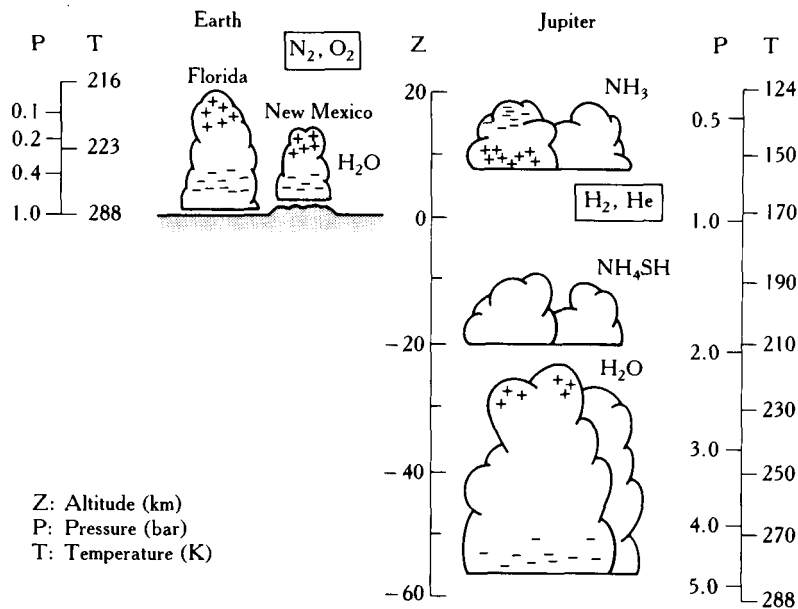 Earth
Jupiter
P T
N₂, O₂
Z
P T
216
Florida
0.1
New Mexico
0.2
223
H₂O
0.4
1.0 288
20
NH₃
124
0.5
150
H₂, He
0
1.0
170
NH₄SH
190
−20
2.0
210
H₂O
230
3.0
−40
250
4.0
270
Z: Altitude (km)
P: Pressure (bar)
T: Temperature (K)
5.0
−60
288